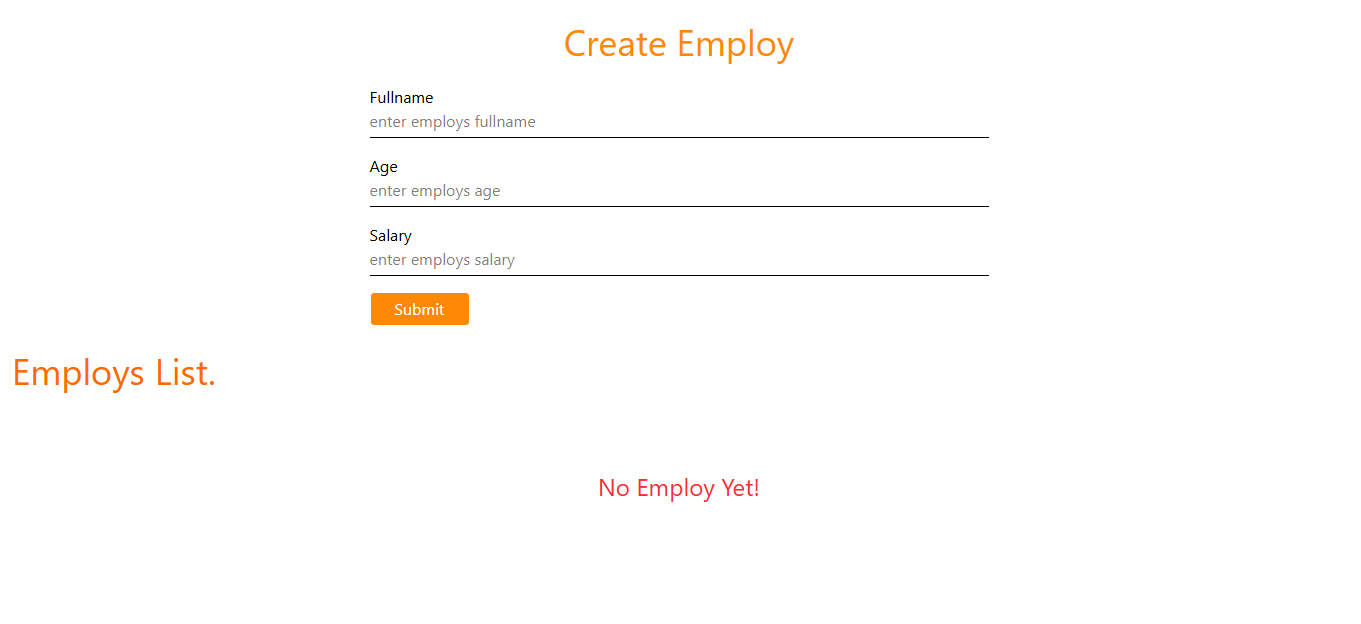 Create Employ
Fullname
enter employs fullname
Age
enter employs age
Salary
enter employs salary
Submit
Employs List.
No Employ Yet!